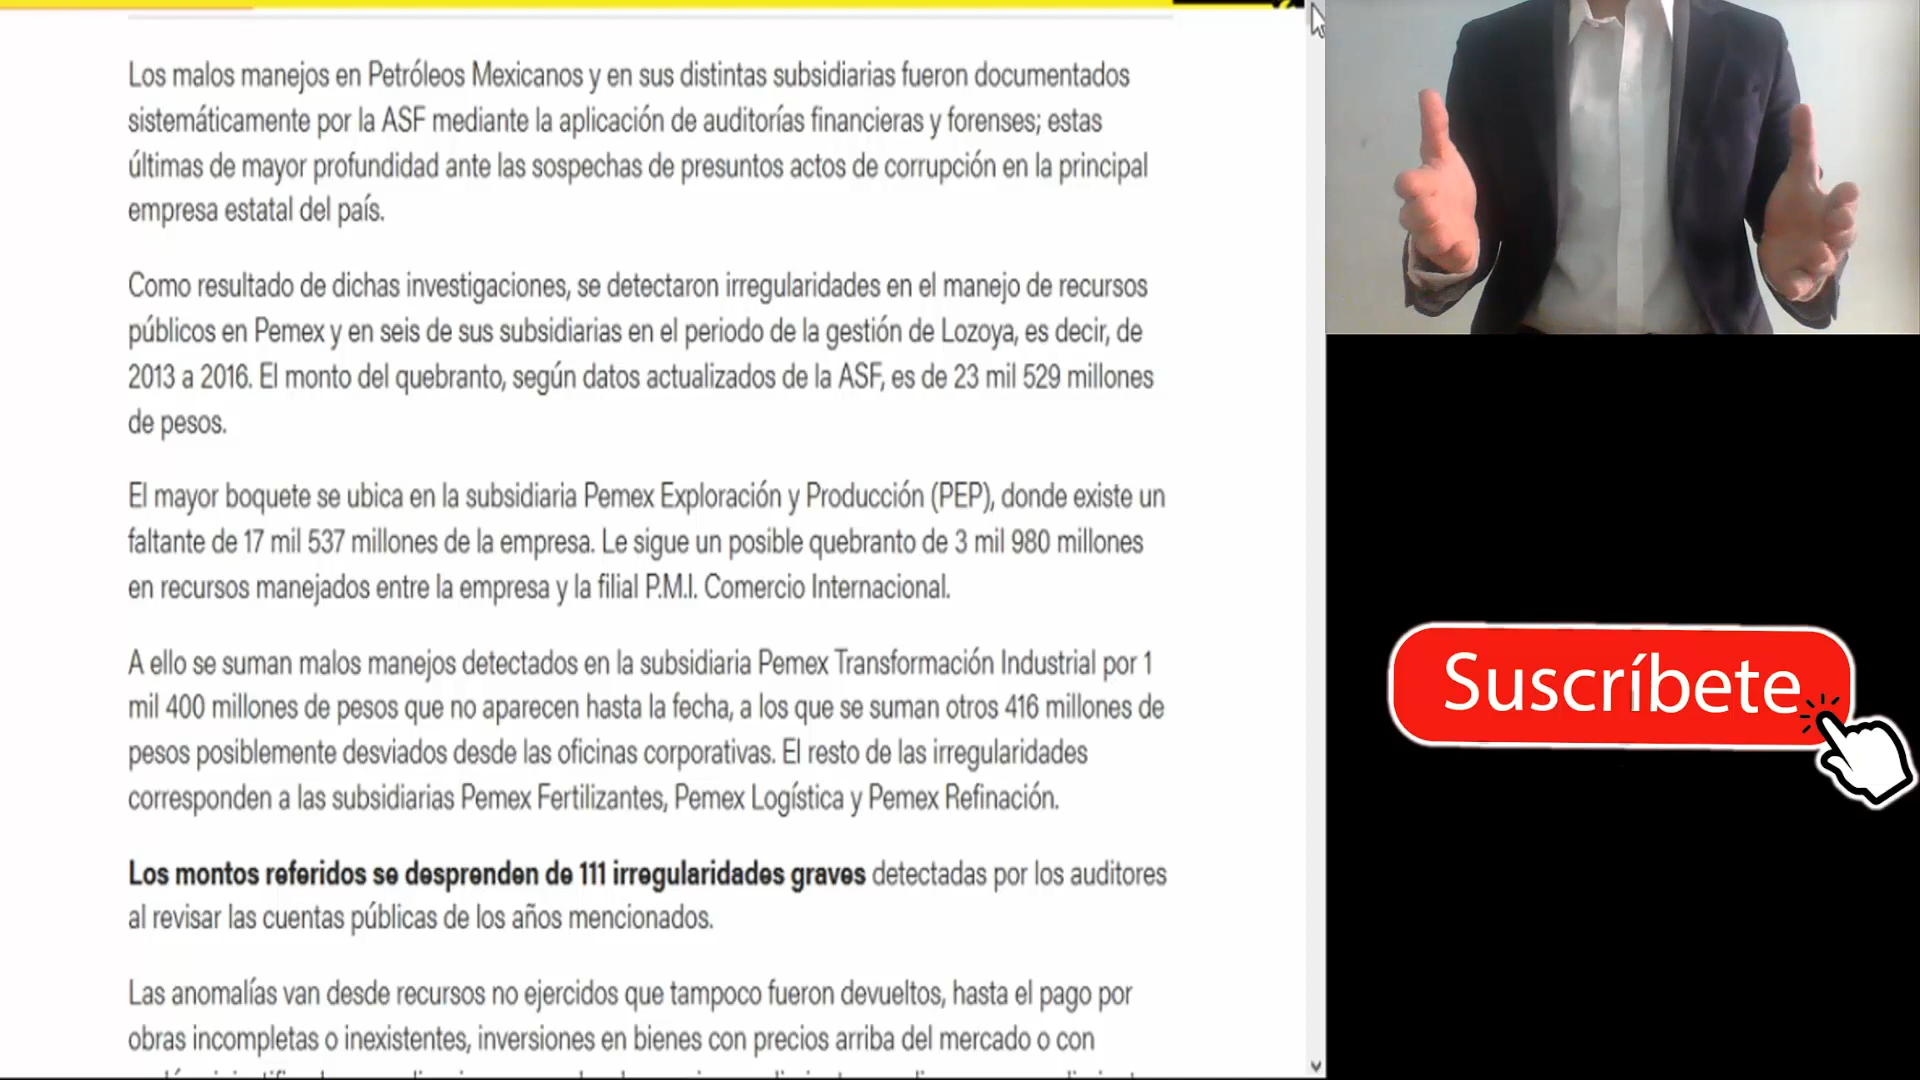 Los malos manejos en Petróleos Mexicanos y en sus distintas subsidiarias fueron documentados
sistemáticamente por la ASF mediante la aplicación de auditorías financieras y forenses; estas
últimas de mayor profundidad ante las sospechas de presuntos actos de corrupción en la principal
empresa estatal del país.
Como resultado de dichas investigaciones, se detectaron irregularidades en el manejo de recursos
públicos en Pemex y en seis de sus subsidiarias en el periodo de la gestión de Lozoya, es decir, de
2013 a 2016. El monto del quebranto, según datos actualizados de la ASF, es de 23 mil 529 millones
de pesos.
El mayor boquete se ubica en la subsidiaria Pemex Exploración y Producción (PEP), donde existe un
faltante de 17 mil 537 millones de la empresa. Le sigue un posible quebranto de 3 mil 980 millones
en recursos manejados entre la empresa y la filial P.M.I. Comercio Internacional.
A ello se suman malos manejos detectados en la subsidiaria Pemex Transformación Industrial por 1
mil 400 millones de pesos que no aparecen hasta la fecha, a los que se suman otros 416 millones de
pesos posiblemente desviados desde las oficinas corporativas. El resto de las irregularidades
corresponden a las subsidiarias Pemex Fertilizantes, Pemex Logística y Pemex Refinación.
Los montos referidos se desprenden de 111 irregularidades graves detectadas por los auditores
al revisar las cuentas públicas de los años mencionados.
Las anomalías van desde recursos no ejercidos que tampoco fueron devueltos, hasta el pago por
obras incompletas o inexistentes, inversiones en bienes con precios arriba del mercado o con
Suscríbete